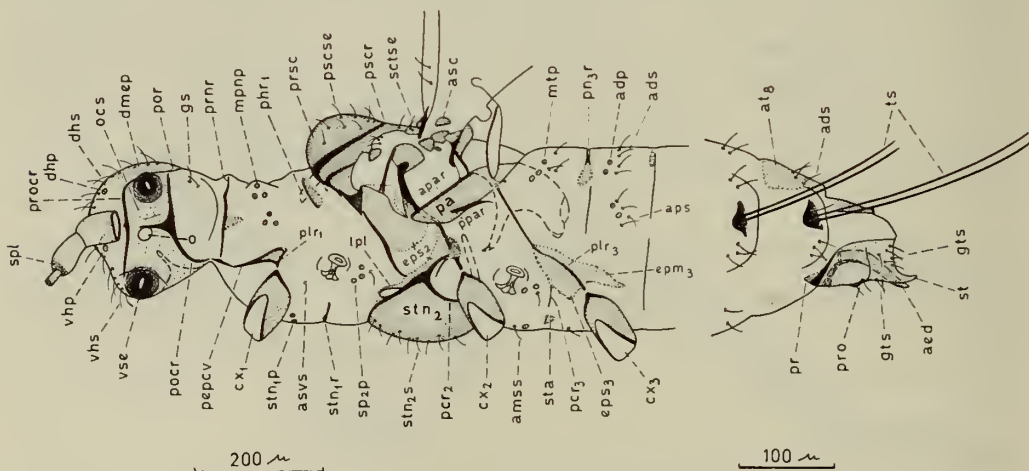 spl
procr
dhp
dhs
ocs
dmep
por
gs
prnr
mpnp
phr1
prsc
pscse
pscr
sctse
asc
mtp
pn3r
adp
ads
at8
ads
ts
vhp
vhs
vse
pocr
pepcv
cx1
stn1p
asvs
stn1r
sp2p
stn2s
pcr2
cx2
amss
sta
pcr3
eps3
cx3
plr1
lpl
eps2
stn2
apar
pa
ppar
plr3
epm3
aps
pr
pro
gts
aed
st
gts
200 µ
100 µ